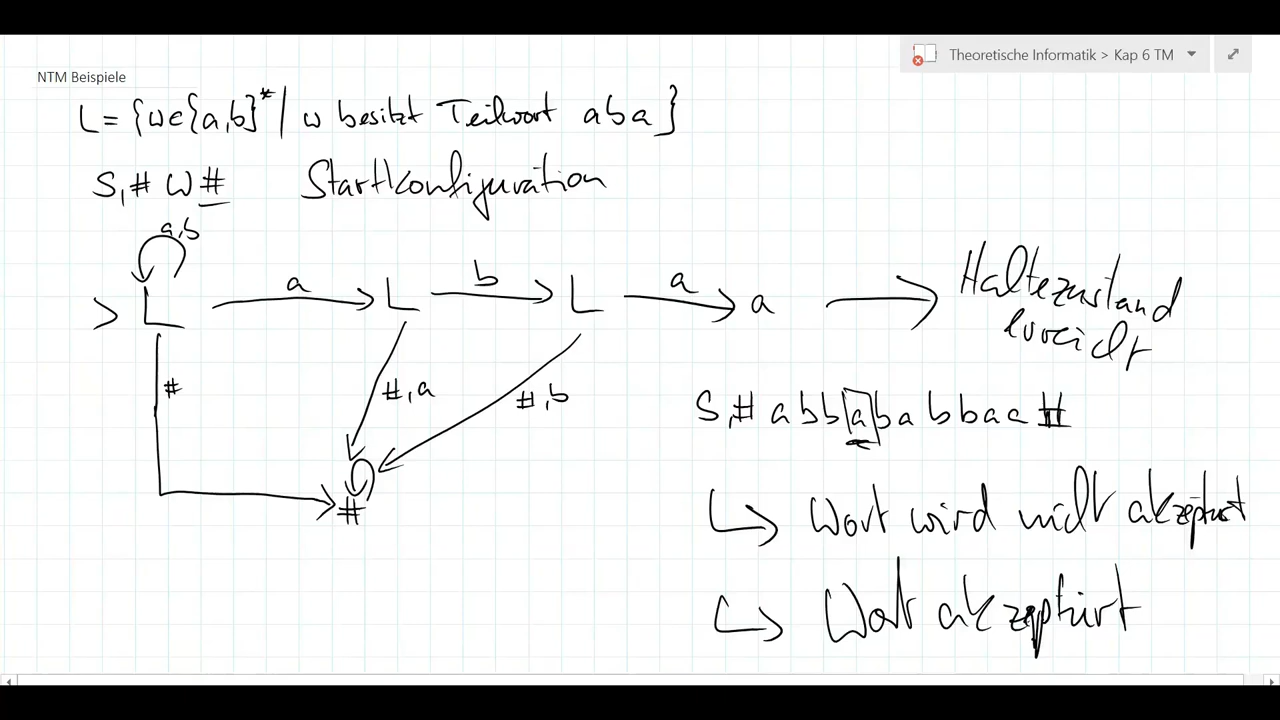 Theoretische Informatik > Kap 6 TM
NTM Beispiele
L = {w∈{a,b}* | w besitzt Teilwort aba}
S,# w # Startkonfiguration
a,b
> L a L b L a a Haltezustand
erreicht
# #,a #,b
S,# abbababbaa #
#
Wort wird nicht akzeptiert
Wort akzeptiert